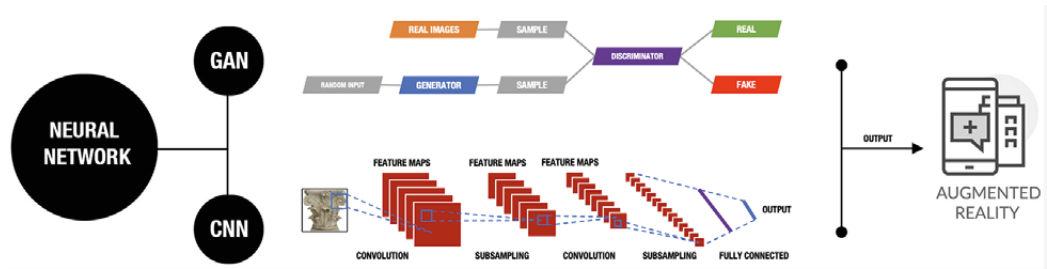 NEURAL
NETWORK
GAN
CNN
REAL IMAGES
SAMPLE
REAL
DISCRIMINATOR
RANDOM INPUT
GENERATOR
SAMPLE
FAKE
FEATURE MAPS
FEATURE MAPS
FEATURE MAPS
OUTPUT
CONVOLUTION
SUBSAMPLING
CONVOLUTION
SUBSAMPLING
FULLY CONNECTED
OUTPUT
AUGMENTED
REALITY